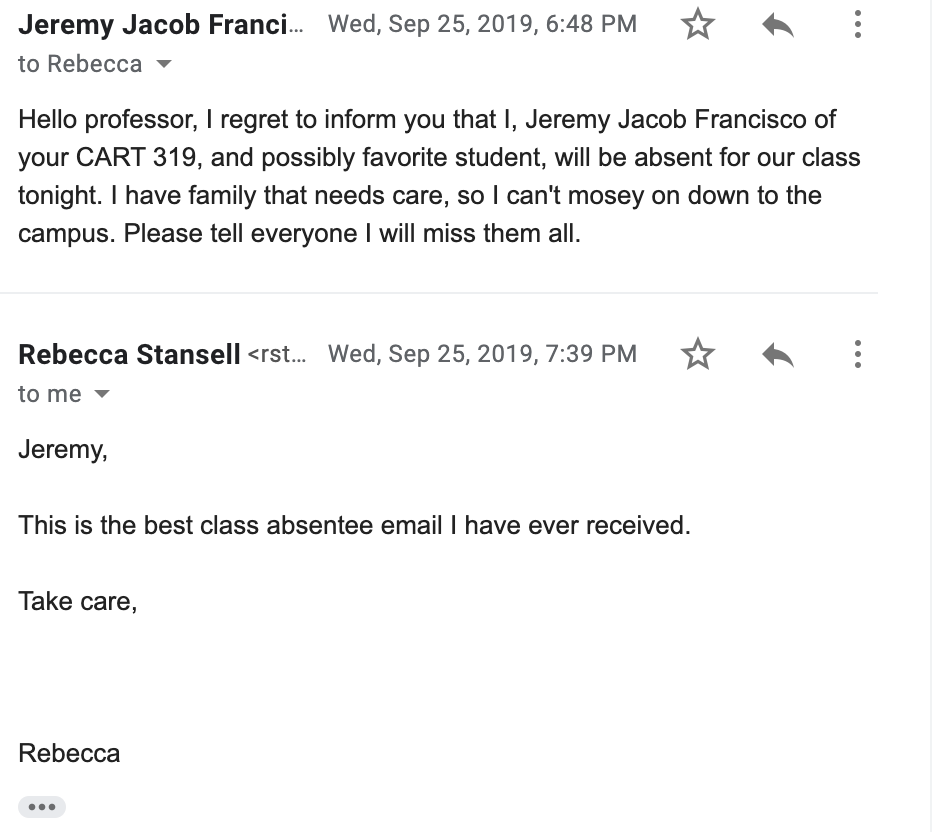 Jeremy Jacob Franci... Wed, Sep 25, 2019, 6:48 PM
to Rebecca
Hello professor, I regret to inform you that I, Jeremy Jacob Francisco of
your CART 319, and possibly favorite student, will be absent for our class
tonight. I have family that needs care, so I can't mosey on down to the
campus. Please tell everyone I will miss them all.
Rebecca Stansell <rst... Wed, Sep 25, 2019, 7:39 PM
to me
Jeremy,
This is the best class absentee email I have ever received.
Take care,
Rebecca